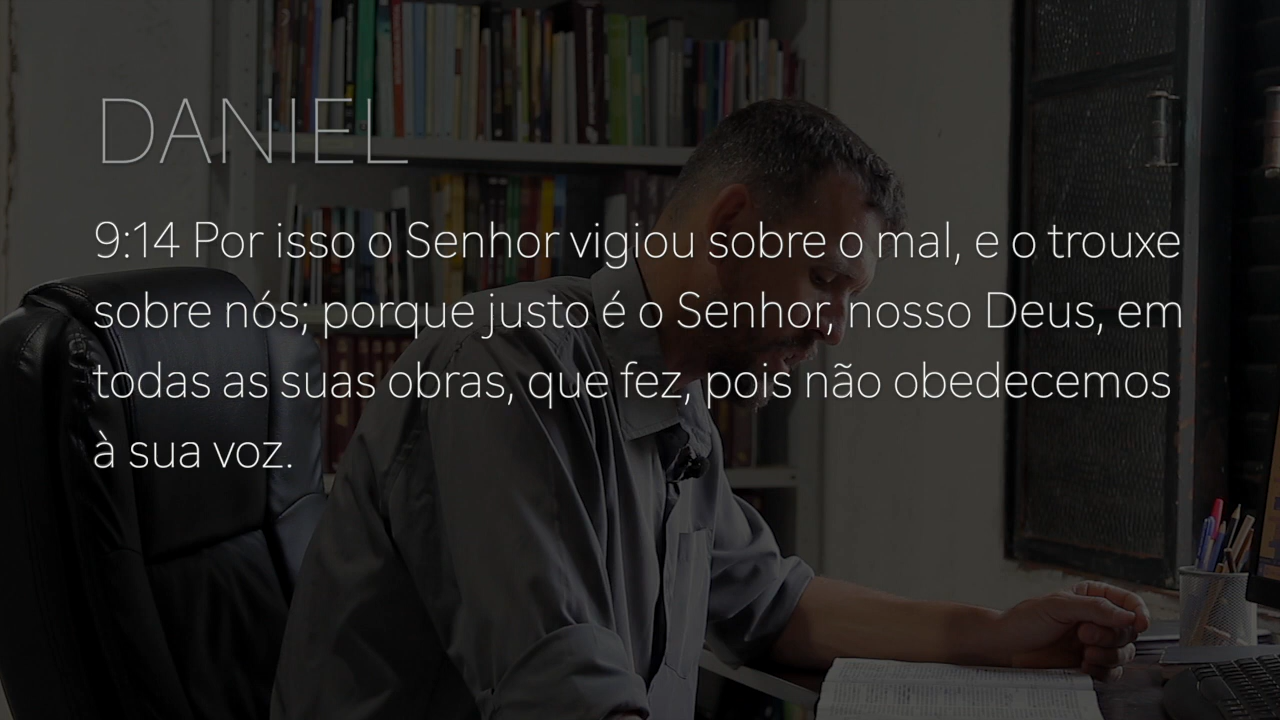 DANIEL
9:14 Por isso o Senhor vigiou sobre o mal, e o trouxe
sobre nós; porque justo é o Senhor, nosso Deus, em
todas as suas obras, que fez, pois não obedecemos
à sua voz.